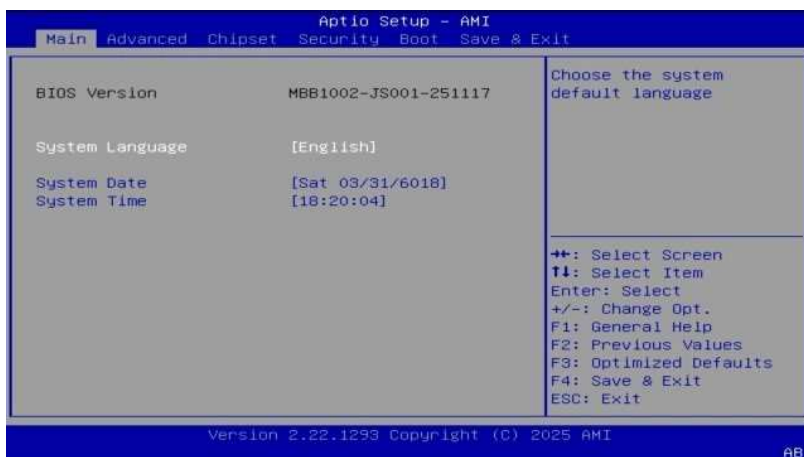 Aptio Setup - AMI
Main Advanced Chipset Security Boot Save & Exit
BIOS Version MBB1002-JS001-251117
System Language [English]
System Date [Sat 03/31/6018]
System Time [18:20:04]
Choose the system
default language
→←: Select Screen
↑↓: Select Item
Enter: Select
+/-: Change Opt.
F1: General Help
F2: Previous Values
F3: Optimized Defaults
F4: Save & Exit
ESC: Exit
Version 2.22.1293 Copyright (C) 2025 AMI
AB